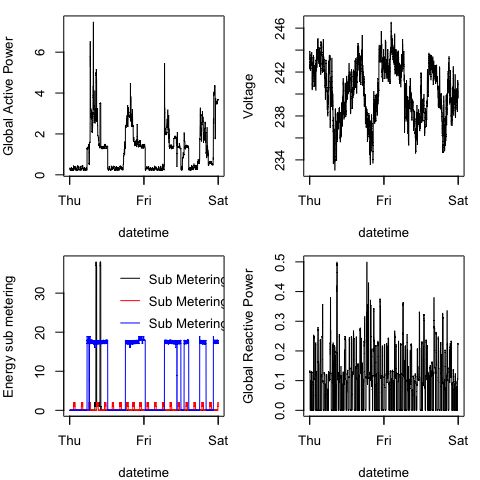 Global Active Power
0 2 4 6
Thu Fri Sat
datetime
Voltage
234 238 242 246
Thu Fri Sat
datetime
Energy sub metering
0 10 20 30
Sub Metering
Sub Metering
Sub Metering
Thu Fri Sat
datetime
Global Reactive Power
0.0 0.1 0.2 0.3 0.4 0.5
Thu Fri Sat
datetime